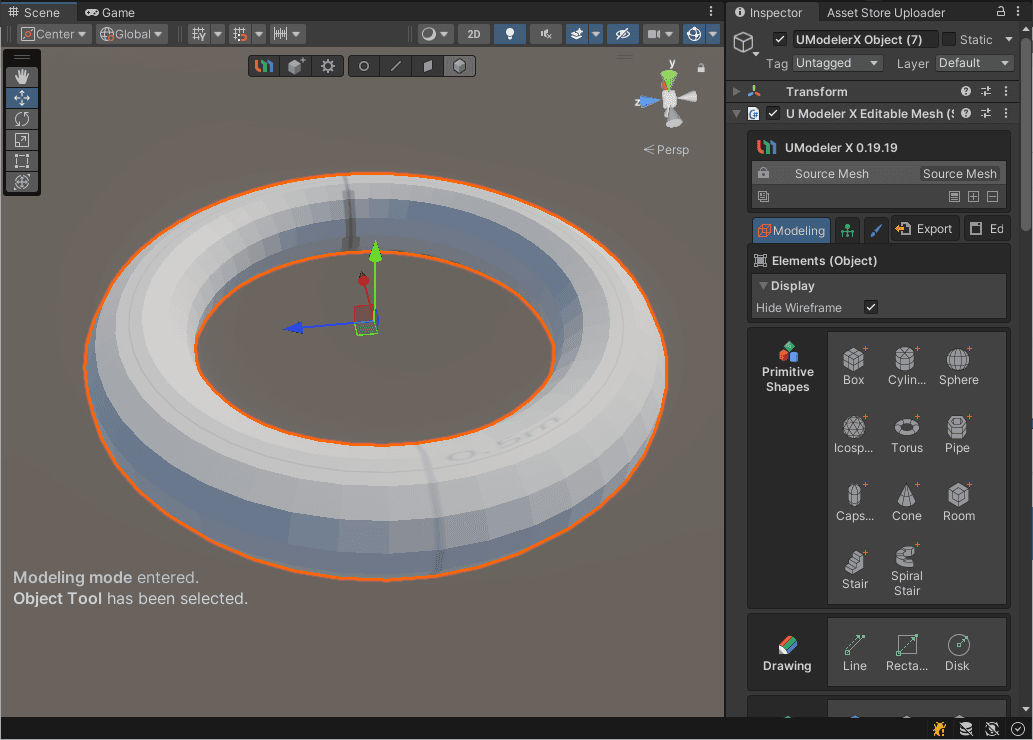 Scene
Game
Inspector
Asset Store Uploader
Center
Global
2D
UModelerX Object (7)
Static
Tag
Untagged
Layer
Default
Transform
U Modeler X Editable Mesh (
UModeler X 0.19.19
Source Mesh
Source Mesh
Modeling
Export
Ed
Elements (Object)
Display
Hide Wireframe
y
z
Persp
0.5m
Primitive
Shapes
Box
Cylin...
Sphere
Icosp...
Torus
Pipe
Caps...
Cone
Room
Stair
Spiral
Stair
Drawing
Line
Recta...
Disk
Modeling mode entered.
Object Tool has been selected.